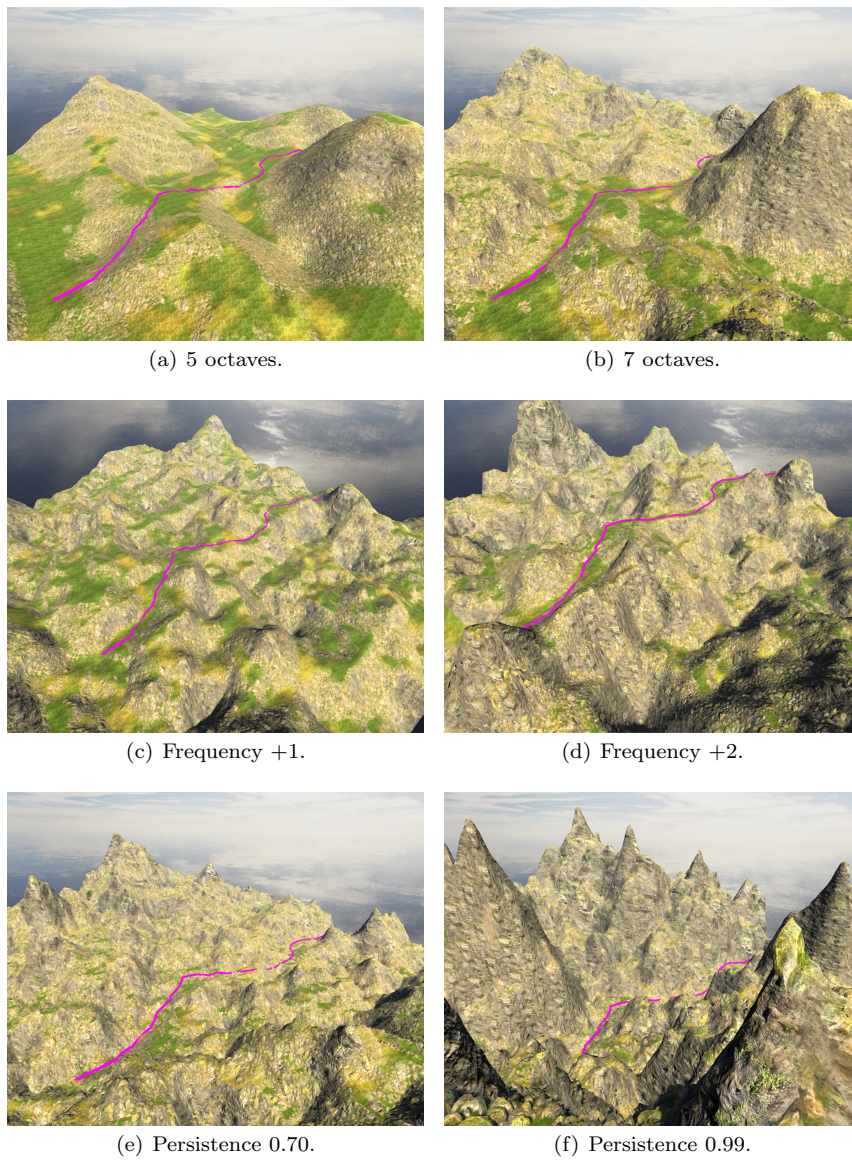 (a) 5 octaves.
(b) 7 octaves.
(c) Frequency +1.
(d) Frequency +2.
(e) Persistence 0.70.
(f) Persistence 0.99.